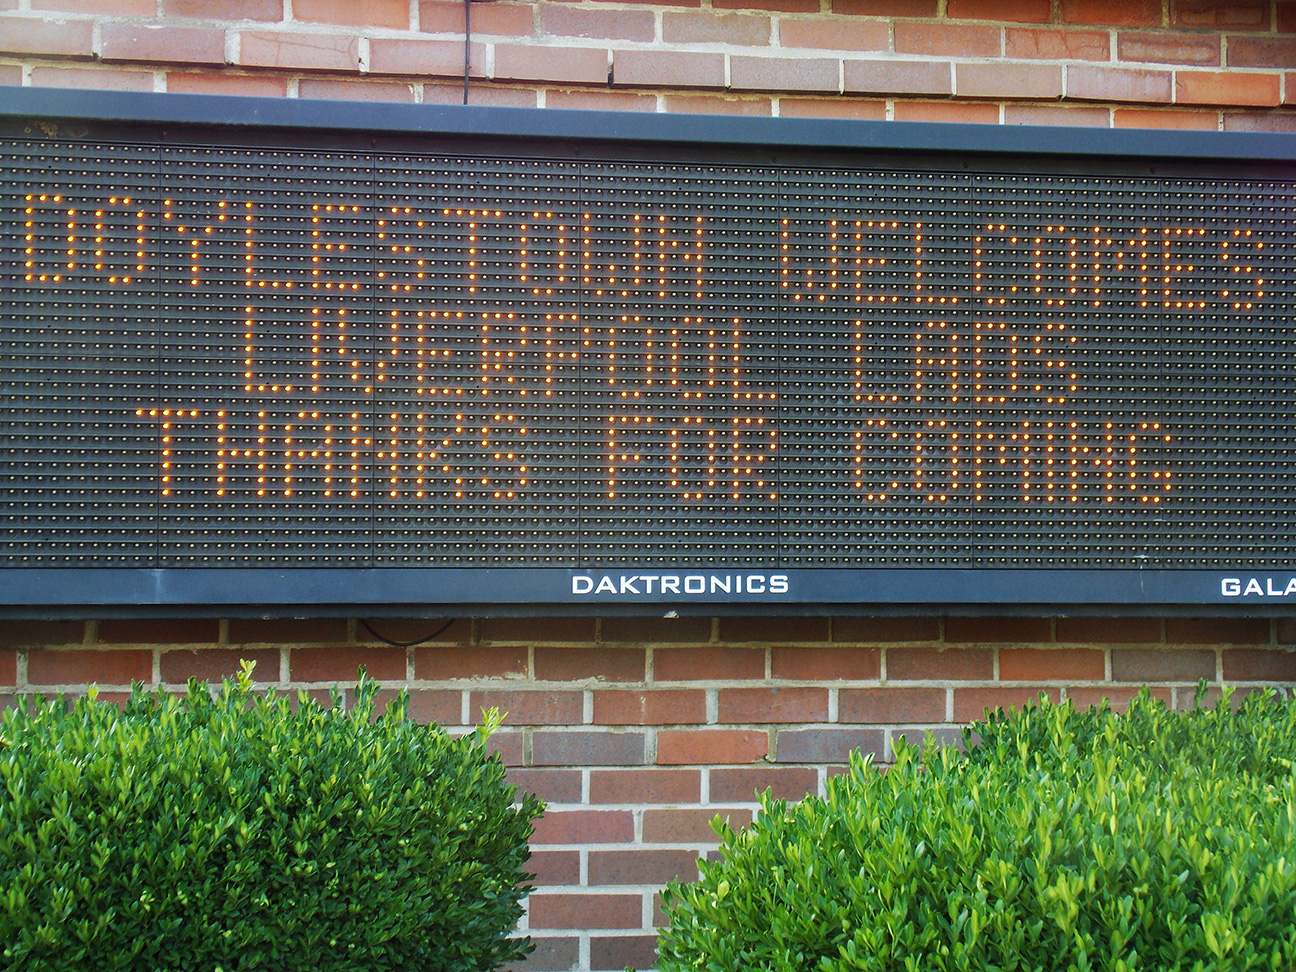 DOYLESTOWN WELCOMES
LIVERPOOL LADS
THANKS FOR COMING
DAKTRONICS
GALA